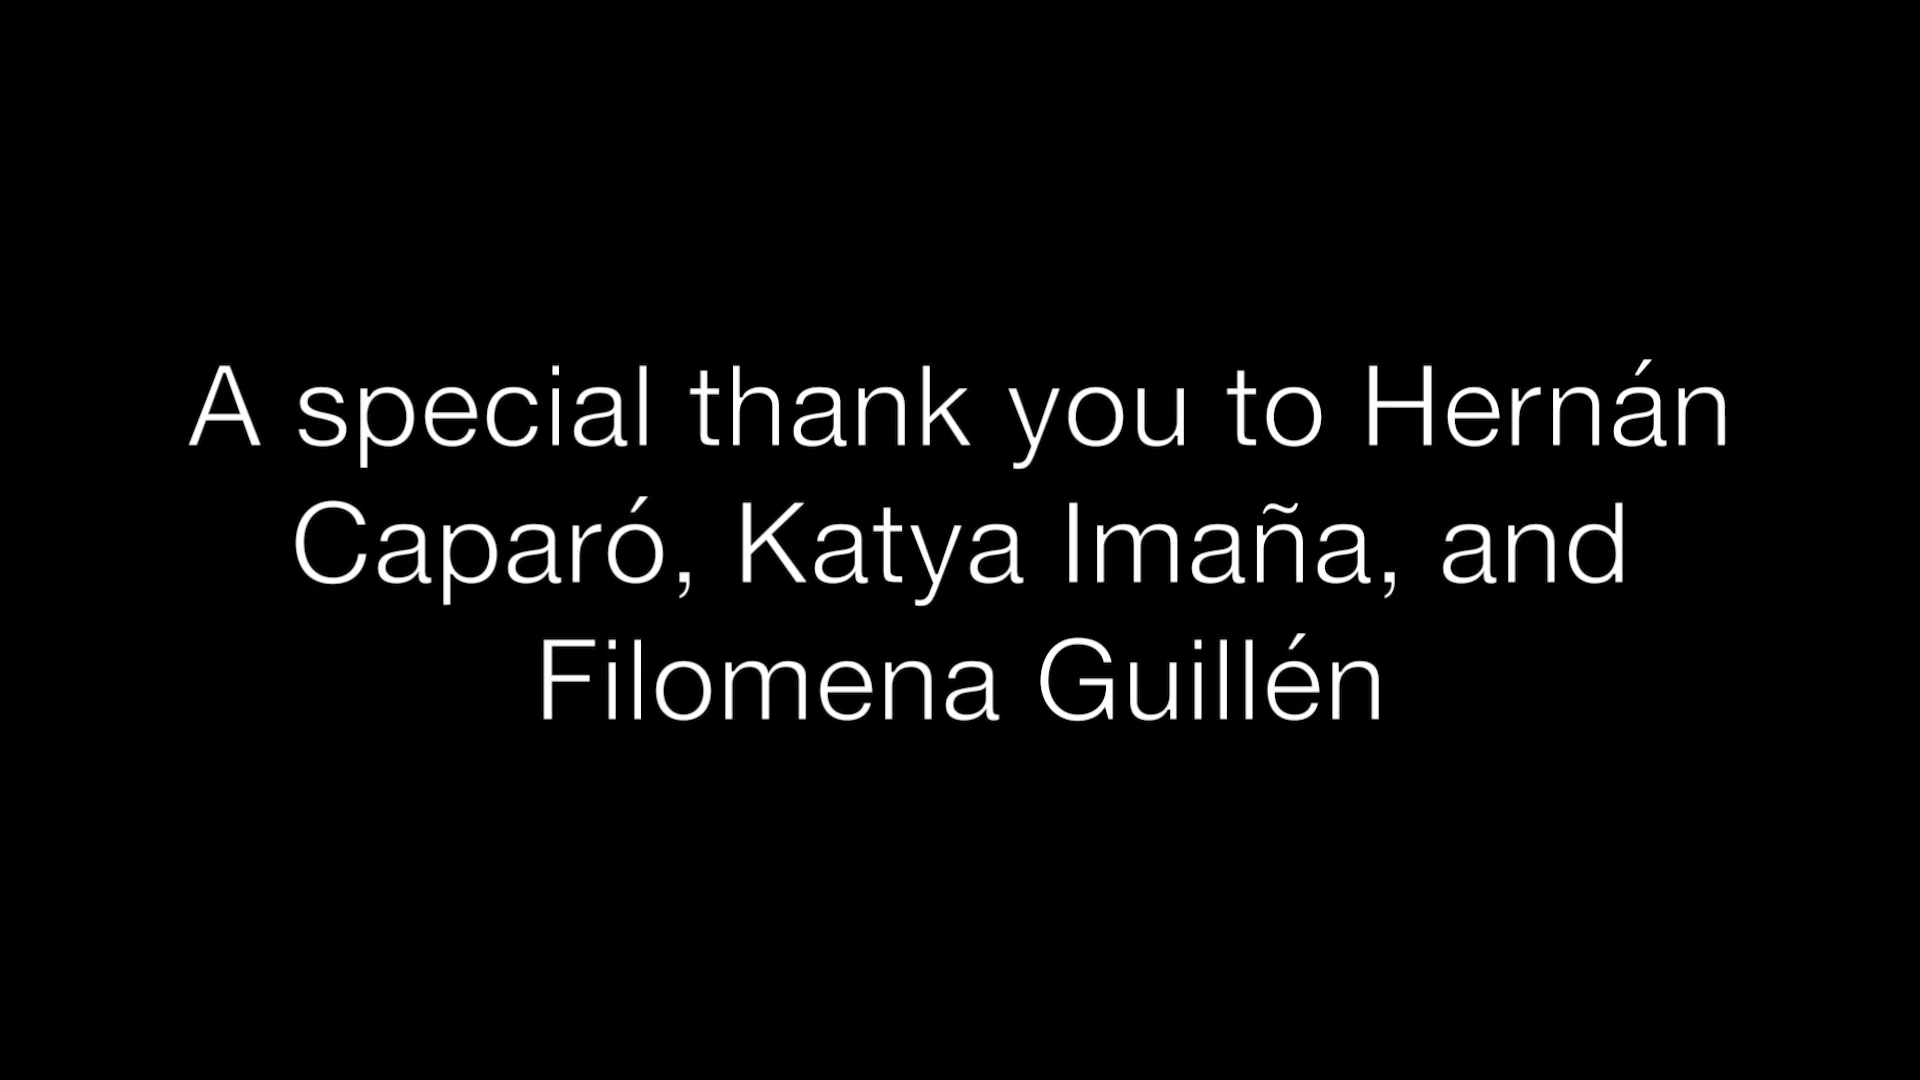 A special thank you to Hernán
Caparó, Katya Imaña, and
Filomena Guillén